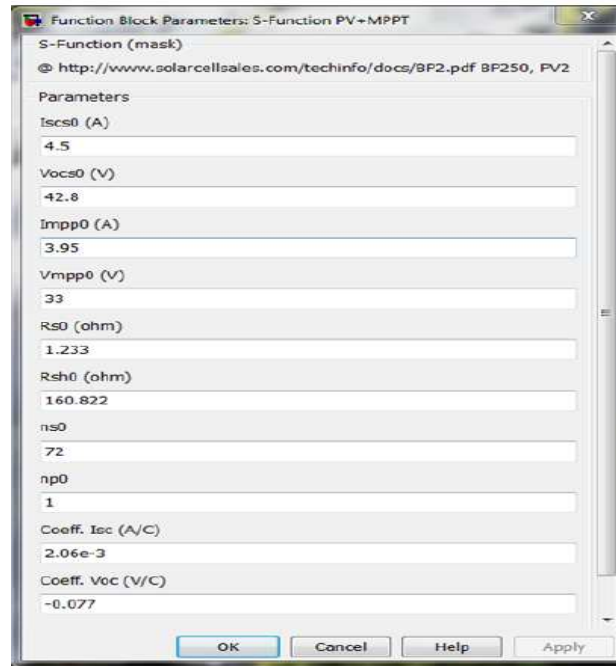 Function Block Parameters: S-Function PV+MPPT
S-Function (mask)
@ http://www.solarcellsales.com/techinfo/docs/BP2.pdf BP250, PV2
Parameters
Iscs0 (A)
4.5
Vocs0 (V)
42.8
Impp0 (A)
3.95
Vmpp0 (V)
33
Rs0 (ohm)
1.233
Rsh0 (ohm)
160.822
ns0
72
np0
1
Coeff. Isc (A/C)
2.06e-3
Coeff. Voc (V/C)
-0.077
OK Cancel Help Apply